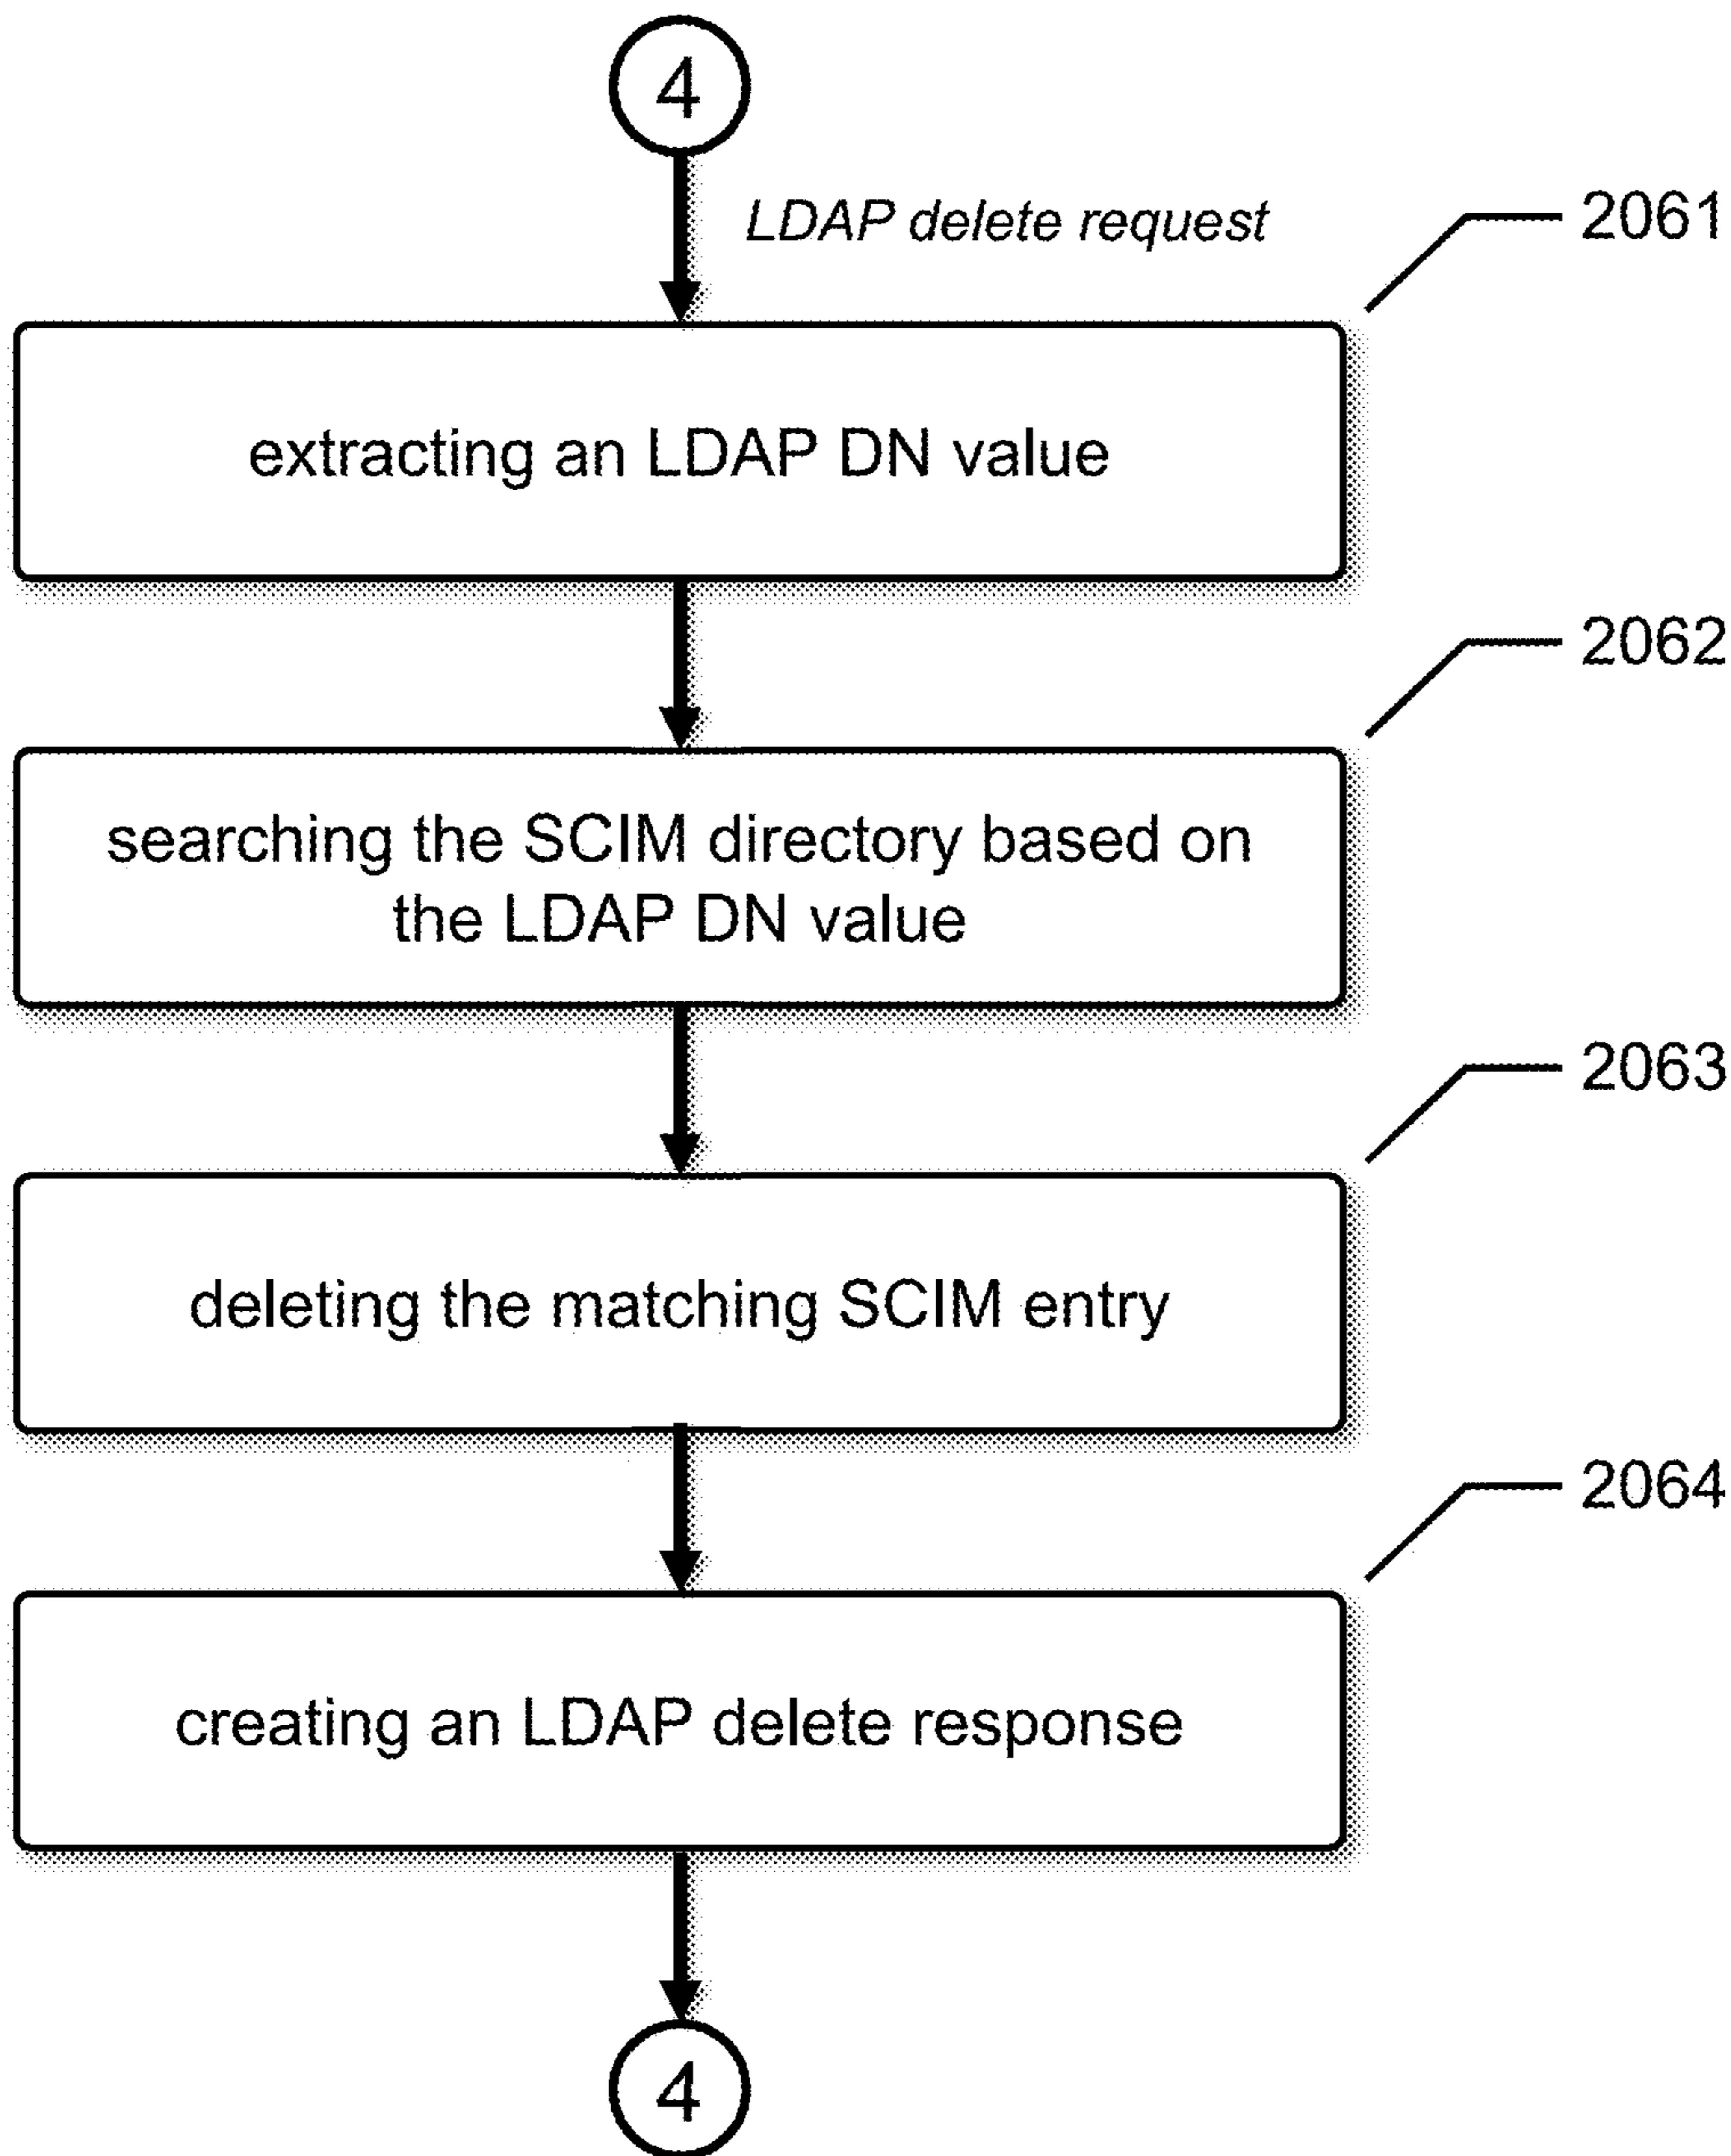 4
LDAP delete request
2061
extracting an LDAP DN value
2062
searching the SCIM directory based on
the LDAP DN value
2063
deleting the matching SCIM entry
2064
creating an LDAP delete response
4